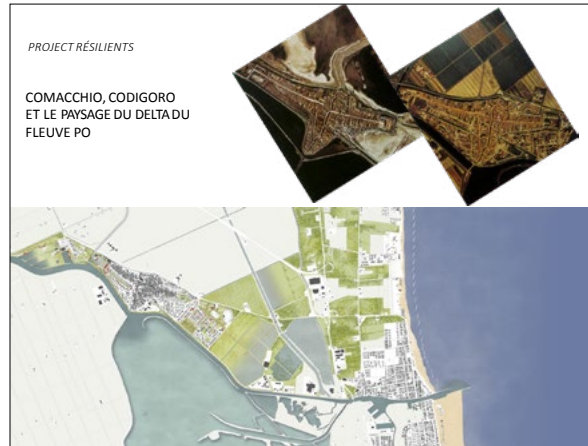 PROJECT RÉSILIENTS
COMACCHIO, CODIGORO
ET LE PAYSAGE DU DELTA DU
FLEUVE PO